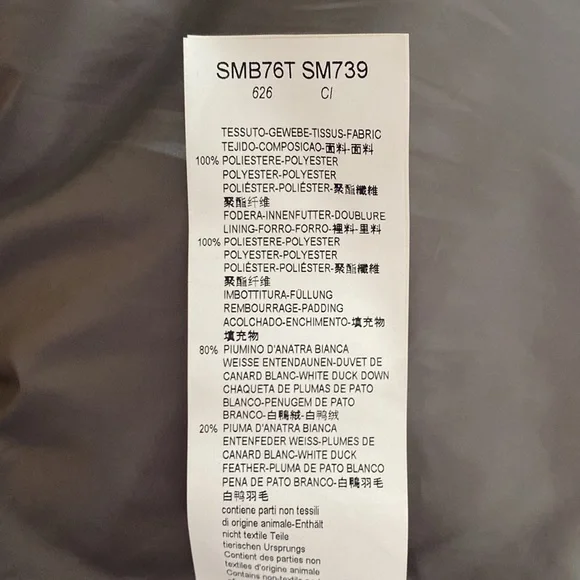 SMB76T SM739
626 CI
TESSUTO-GEWEBE-TISSUS-FABRIC
TEJIDO-COMPOSICAO-面料-面料
100% POLIESTERE-POLYESTER
POLYESTER-POLYESTER
POLIÉSTER-POLIÉSTER-聚酯纖維
聚酯纤维
FODERA-INNENFUTTER-DOUBLURE
LINING-FORRO-FORRO-裡料-里料
100% POLIESTERE-POLYESTER
POLYESTER-POLYESTER
POLIÉSTER-POLIÉSTER-聚酯纖維
聚酯纤维
IMBOTTITURA-FÜLLUNG
REMBOURRAGE-PADDING
ACOLCHADO-ENCHIMENTO-填充物
填充物
80% PIUMINO D'ANATRA BIANCA
WEISSE ENTENDAUNEN-DUVET DE
CANARD BLANC-WHITE DUCK DOWN
CHAQUETA DE PLUMAS DE PATO
BLANCO-PENUGEM DE PATO
BRANCO-白鴨絨-白鸭绒
20% PIUMA D'ANATRA BIANCA
ENTENFEDER WEISS-PLUMES DE
CANARD BLANC-WHITE DUCK
FEATHER-PLUMA DE PATO BLANCO
PENA DE PATO BRANCO-白鴨羽毛
白鸭羽毛
contiene parti non tessili
di origine animale-Enthält
nicht textile Teile
tierischen Ursprungs
Contient des parties non
textiles d'origine animale
Contains non-textile